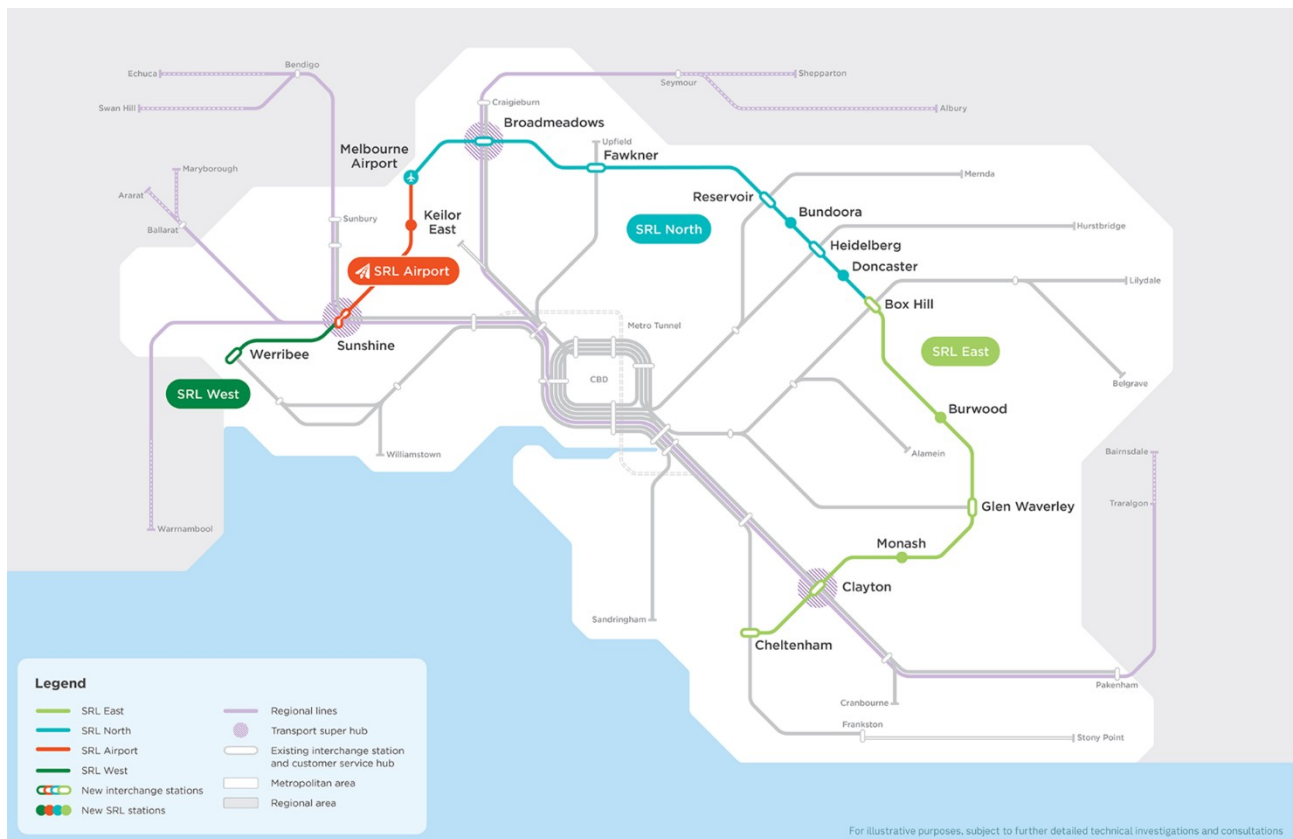 Echuca
Bendigo
Swan Hill
Shepparton
Seymour
Albury
Craigieburn
Broadmeadows
Melbourne
Airport
Upfield
Fawkner
Maryborough
Ararat
Ballarat
Sunbury
Keilor
East
Mernda
Reservoir
Bundoora
SRL North
Hurstbridge
Heidelberg
Doncaster
SRL Airport
Lilydale
Box Hill
Metro Tunnel
Sunshine
Werribee
SRL East
CBD
Belgrave
SRL West
Burwood
Williamstown
Alamein
Bairnsdale
Traralgon
Glen Waverley
Warrnambool
Monash
Clayton
Sandringham
Cheltenham
Pakenham
Cranbourne
Frankston
Stony Point
Legend
SRL East
SRL North
SRL Airport
SRL West
New interchange stations
New SRL stations
Regional lines
Transport super hub
Existing interchange station
and customer service hub
Metropolitan area
Regional area
For illustrative purposes, subject to further detailed technical investigations and consultations